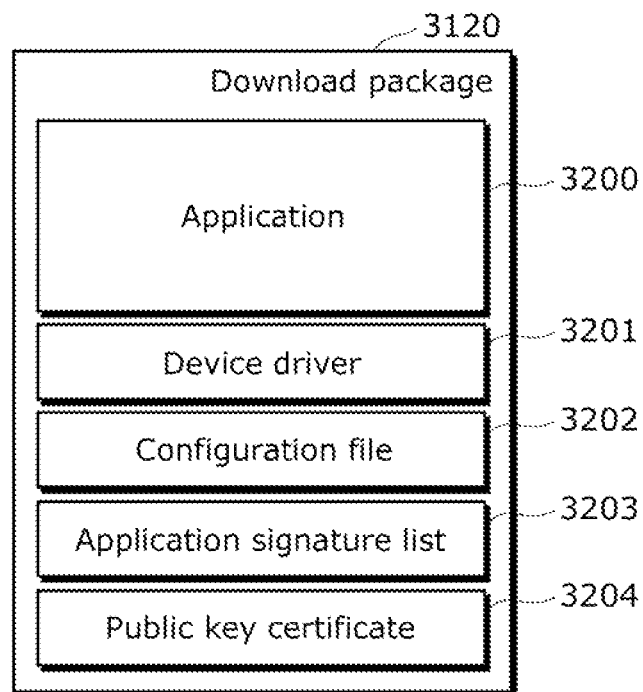 3120
Download package
Application
3200
Device driver
3201
Configuration file
3202
Application signature list
3203
Public key certificate
3204